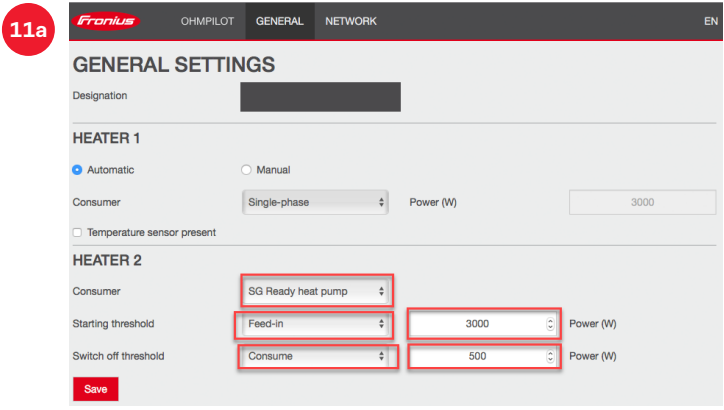 11a
Fronius OHMPILOT GENERAL NETWORK EN
GENERAL SETTINGS
Designation
HEATER 1
Automatic Manual
Consumer Single-phase Power (W) 3000
Temperature sensor present
HEATER 2
Consumer SG Ready heat pump
Starting threshold Feed-in 3000 Power (W)
Switch off threshold Consume 500 Power (W)
Save